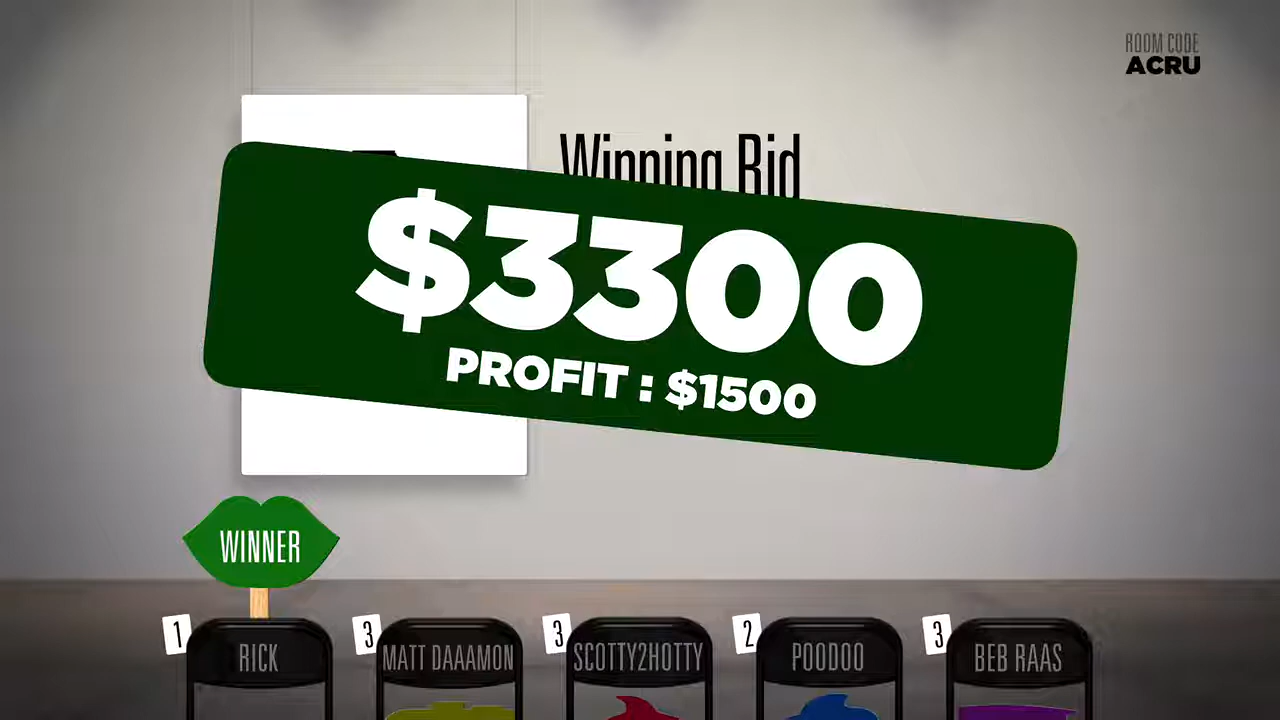 ROOM CODE
ACRU
Winning Bid
$3300
PROFIT : $1500
WINNER
1
RICK
3
MATT DAAAMON
3
SCOTTY2HOTTY
2
POODOO
3
BEB RAAS